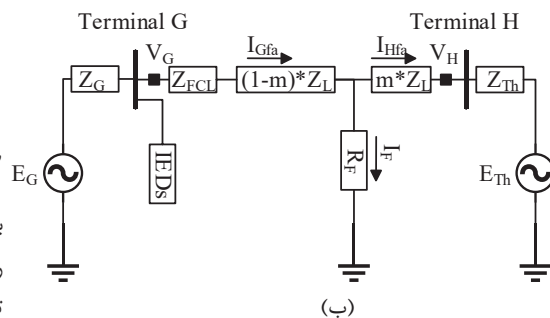 Terminal G Terminal H
V_G I_Gfa I_Hfa V_H
Z_G Z_FCL (1-m)*Z_L m*Z_L Z_Th
E_G IEDs R_F I_F E_Th
(ب)